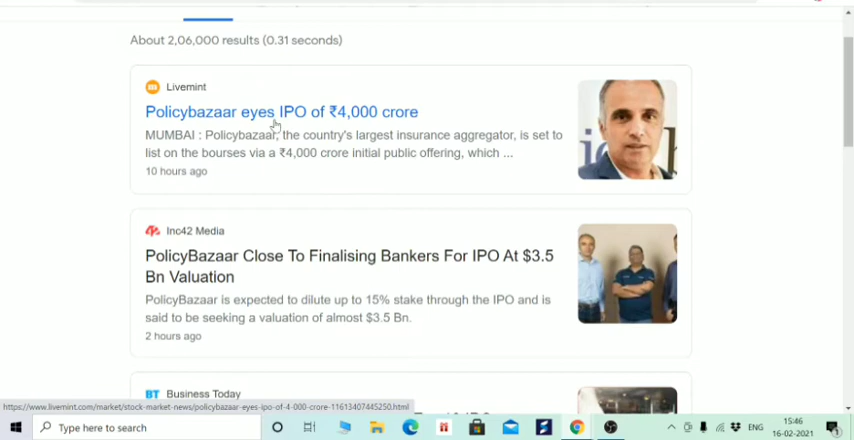 About 2,06,000 results (0.31 seconds)
Livemint
Policybazaar eyes IPO of ₹4,000 crore
MUMBAI : Policybazaar, the country's largest insurance aggregator, is set to
list on the bourses via a ₹4,000 crore initial public offering, which ...
10 hours ago
Inc42 Media
PolicyBazaar Close To Finalising Bankers For IPO At $3.5
Bn Valuation
PolicyBazaar is expected to dilute up to 15% stake through the IPO and is
said to be seeking a valuation of almost $3.5 Bn.
2 hours ago
BT Business Today
https://www.livemint.com/market/stock-market-news/policybazaar-eyes-ipo-of-4-000-crore-11613407445250.html
Type here to search
ENG
15:46
16-02-2021